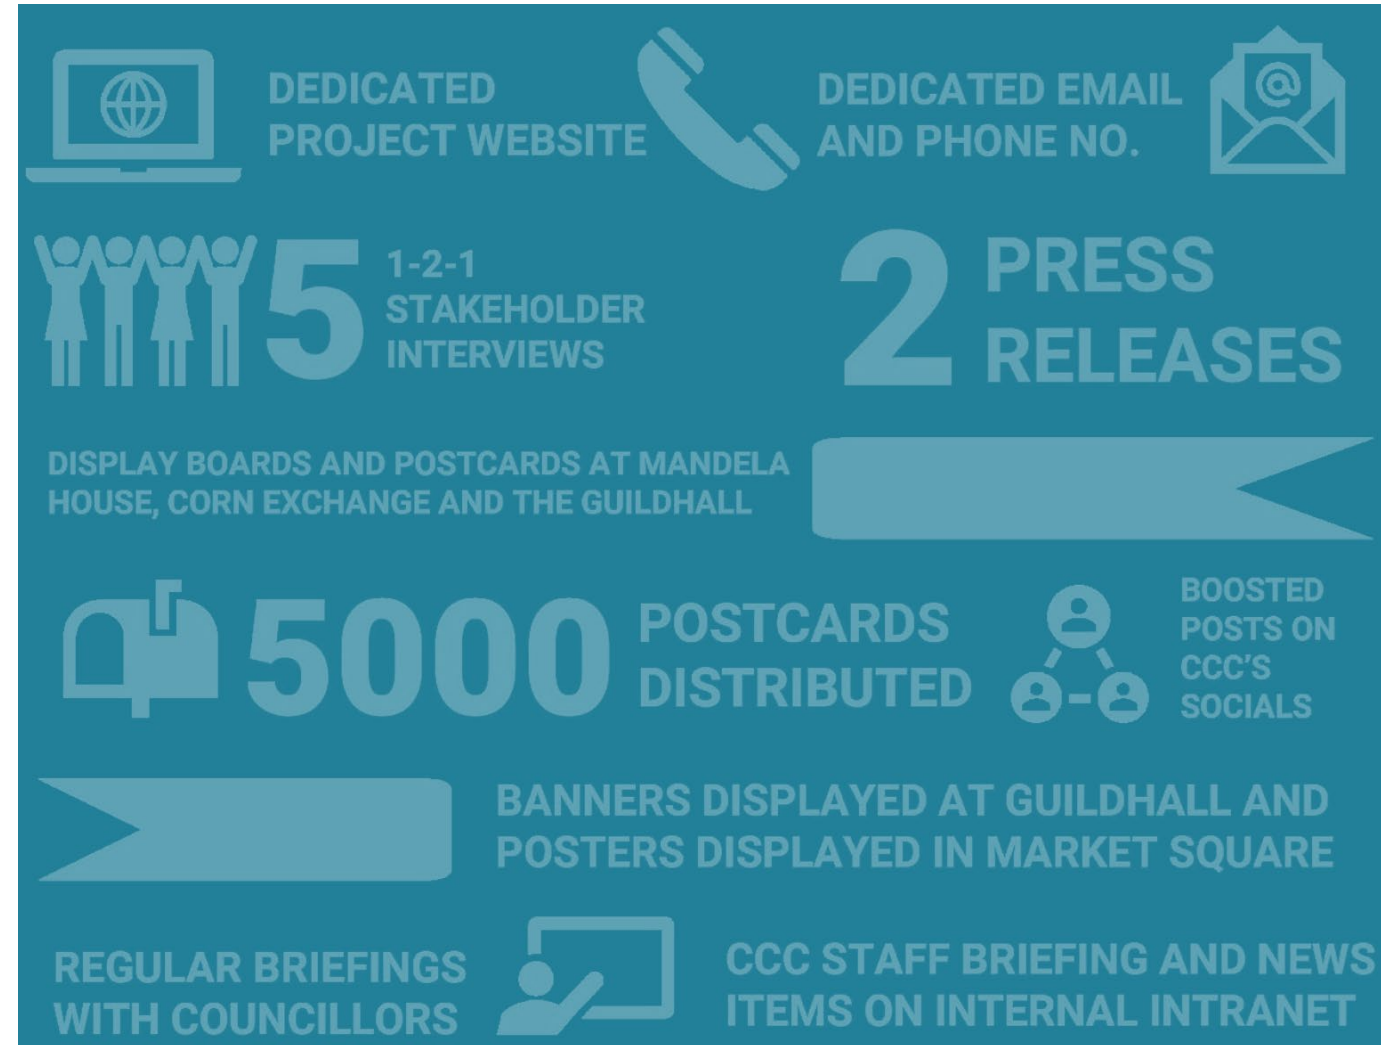 DEDICATED
PROJECT WEBSITE
DEDICATED EMAIL
AND PHONE NO.
@
5
1-2-1
STAKEHOLDER
INTERVIEWS
2
PRESS
RELEASES
DISPLAY BOARDS AND POSTCARDS AT MANDELA
HOUSE, CORN EXCHANGE AND THE GUILDHALL
5000
POSTCARDS
DISTRIBUTED
BOOSTED
POSTS ON
CCC'S
SOCIALS
BANNERS DISPLAYED AT GUILDHALL AND
POSTERS DISPLAYED IN MARKET SQUARE
REGULAR BRIEFINGS
WITH COUNCILLORS
CCC STAFF BRIEFING AND NEWS
ITEMS ON INTERNAL INTRANET